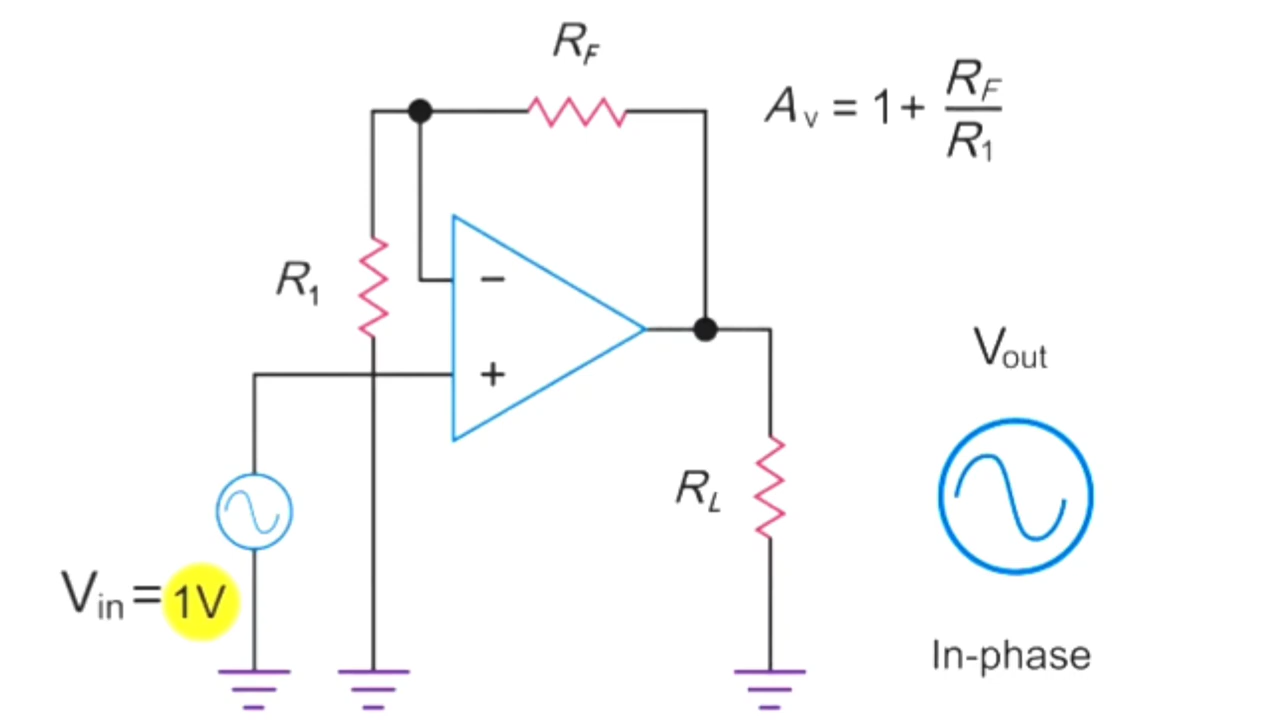 R_F
A_v = 1 + R_F / R_1
R_1
−
+
V_out
R_L
V_in = 1V
In-phase